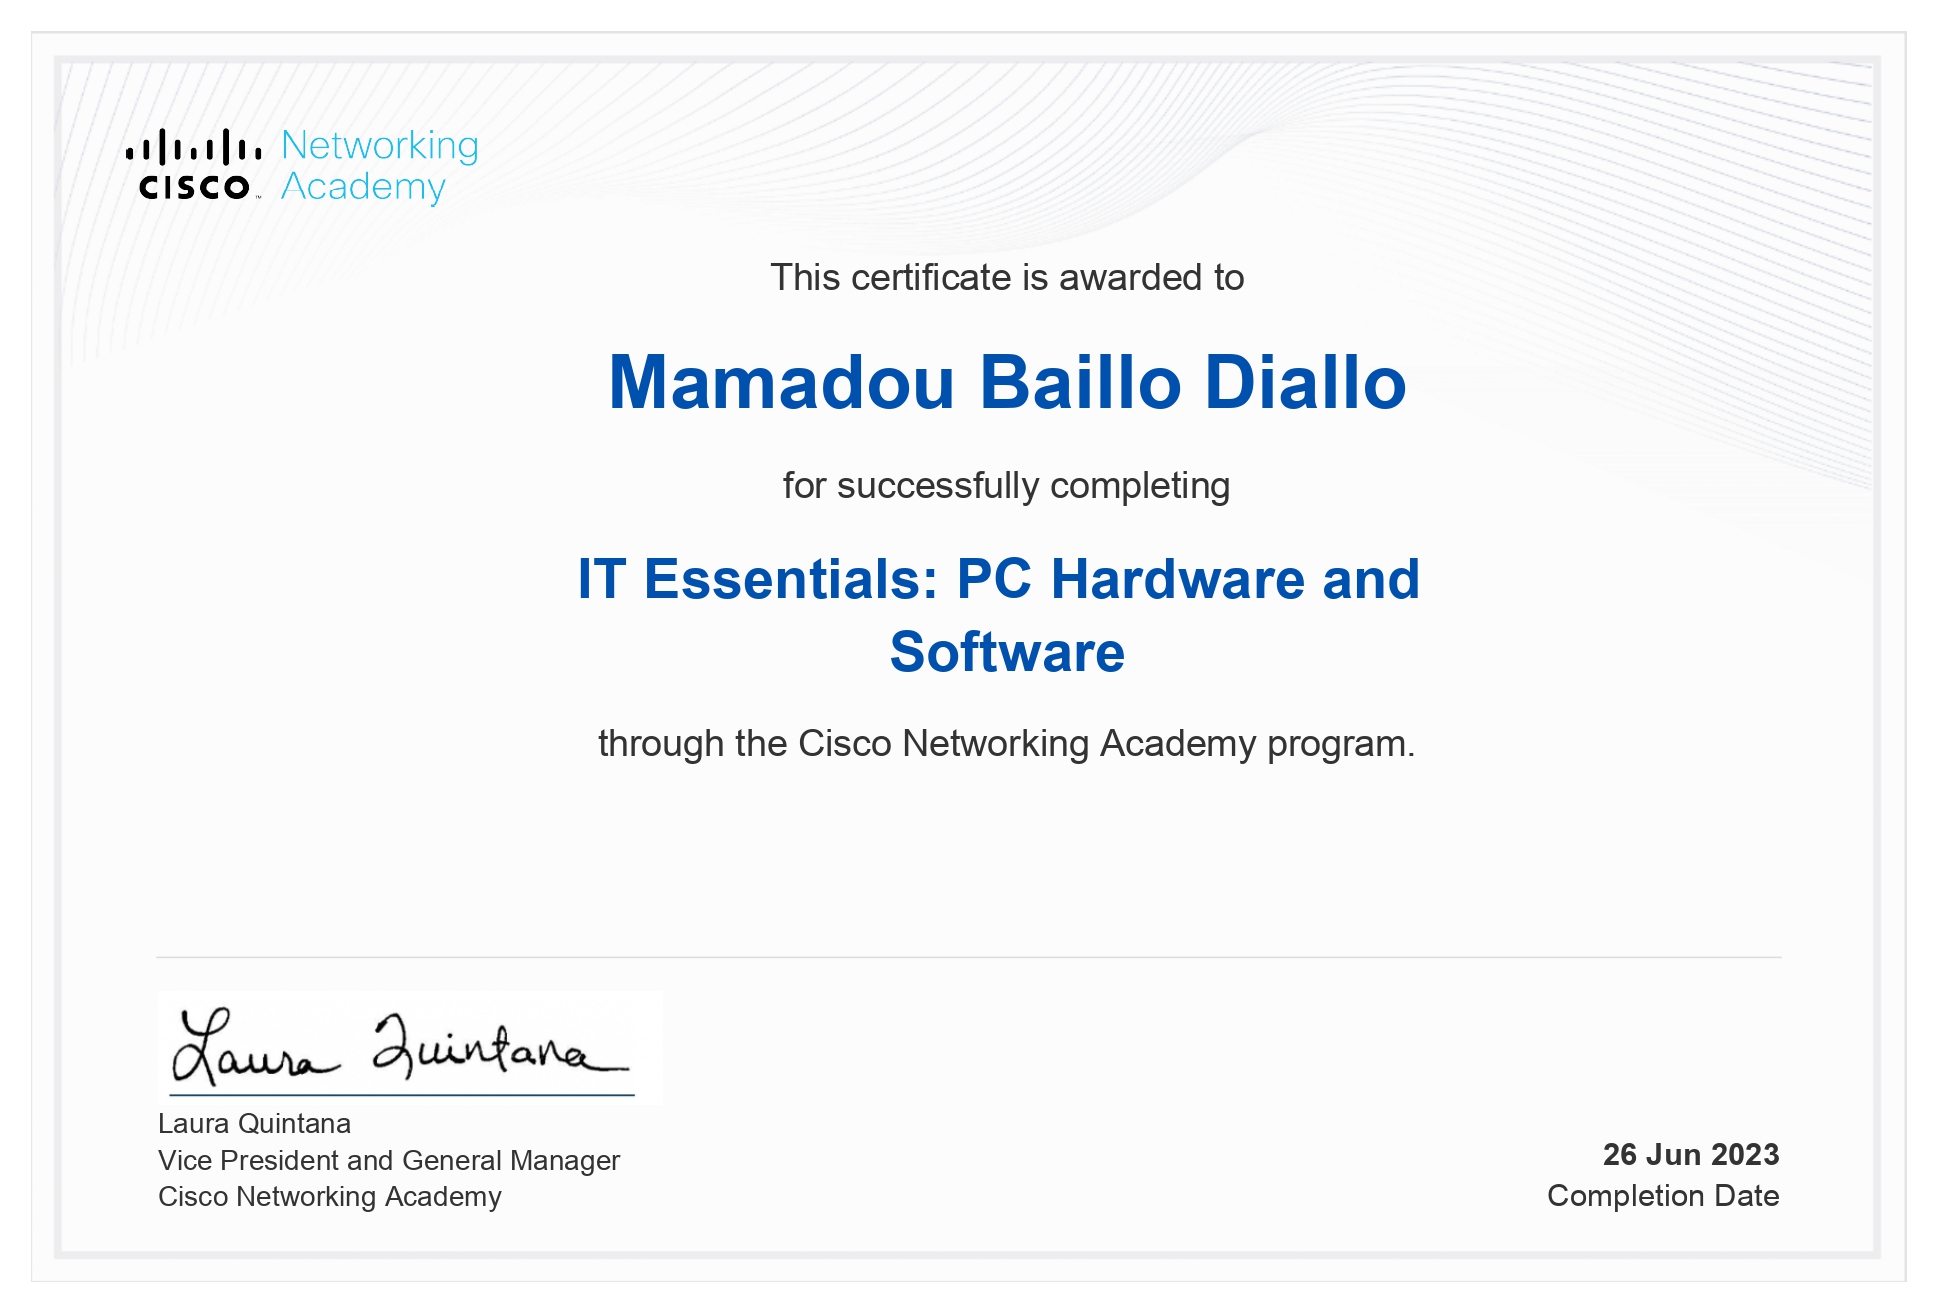 cisco™ Networking
Academy
This certificate is awarded to
Mamadou Baillo Diallo
for successfully completing
IT Essentials: PC Hardware and
Software
through the Cisco Networking Academy program.
Laura Quintana
Laura Quintana
Vice President and General Manager
Cisco Networking Academy
26 Jun 2023
Completion Date